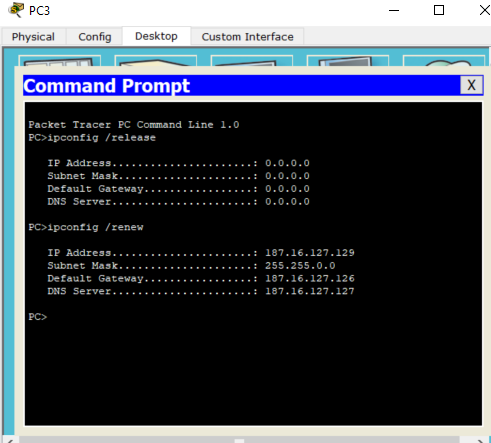 PC3
Physical Config Desktop Custom Interface
Command Prompt X
Packet Tracer PC Command Line 1.0
PC>ipconfig /release
IP Address......................: 0.0.0.0
Subnet Mask.....................: 0.0.0.0
Default Gateway.................: 0.0.0.0
DNS Server......................: 0.0.0.0
PC>ipconfig /renew
IP Address......................: 187.16.127.129
Subnet Mask.....................: 255.255.0.0
Default Gateway.................: 187.16.127.126
DNS Server......................: 187.16.127.127
PC>